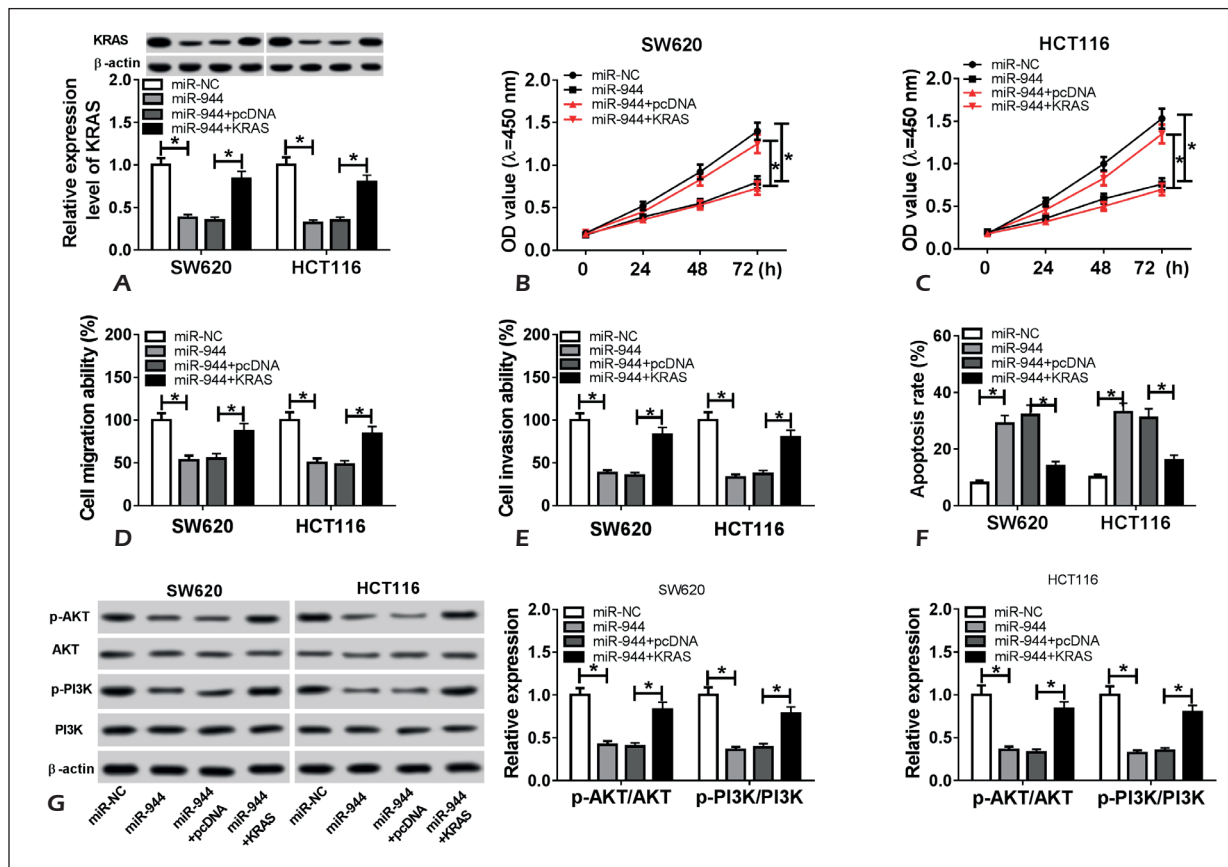 KRAS
β-actin
Relative expression
level of KRAS
2.0
1.5
1.0
0.5
0.0
miR-NC
miR-944
miR-944+pcDNA
miR-944+KRAS
*
*
*
*
SW620
HCT116
A
SW620
OD value (λ=450 nm)
2.0
1.5
1.0
0.5
0.0
miR-NC
miR-944
miR-944+pcDNA
miR-944+KRAS
*
*
0
24
48
72 (h)
B
HCT116
OD value (λ=450 nm)
2.0
1.5
1.0
0.5
0.0
miR-NC
miR-944
miR-944+pcDNA
miR-944+KRAS
*
*
0
24
48
72 (h)
C
Cell migration ability (%)
200
150
100
50
0
miR-NC
miR-944
miR-944+pcDNA
miR-944+KRAS
*
*
*
*
SW620
HCT116
D
Cell invasion ability (%)
200
150
100
50
0
miR-NC
miR-944
miR-944+pcDNA
miR-944+KRAS
*
*
*
*
SW620
HCT116
E
Apoptosis rate (%)
60
40
20
0
miR-NC
miR-944
miR-944+pcDNA
miR-944+KRAS
*
*
*
*
SW620
HCT116
F
SW620
HCT116
p-AKT
AKT
p-PI3K
PI3K
β-actin
miR-NC
miR-944
miR-944
+pcDNA
miR-944
+KRAS
miR-NC
miR-944
miR-944
+pcDNA
miR-944
+KRAS
G
SW620
Relative expression
2.0
1.5
1.0
0.5
0.0
miR-NC
miR-944
miR-944+pcDNA
miR-944+KRAS
*
*
*
*
p-AKT/AKT
p-PI3K/PI3K
HCT116
Relative expression
2.0
1.5
1.0
0.5
0.0
miR-NC
miR-944
miR-944+pcDNA
miR-944+KRAS
*
*
*
*
p-AKT/AKT
p-PI3K/PI3K